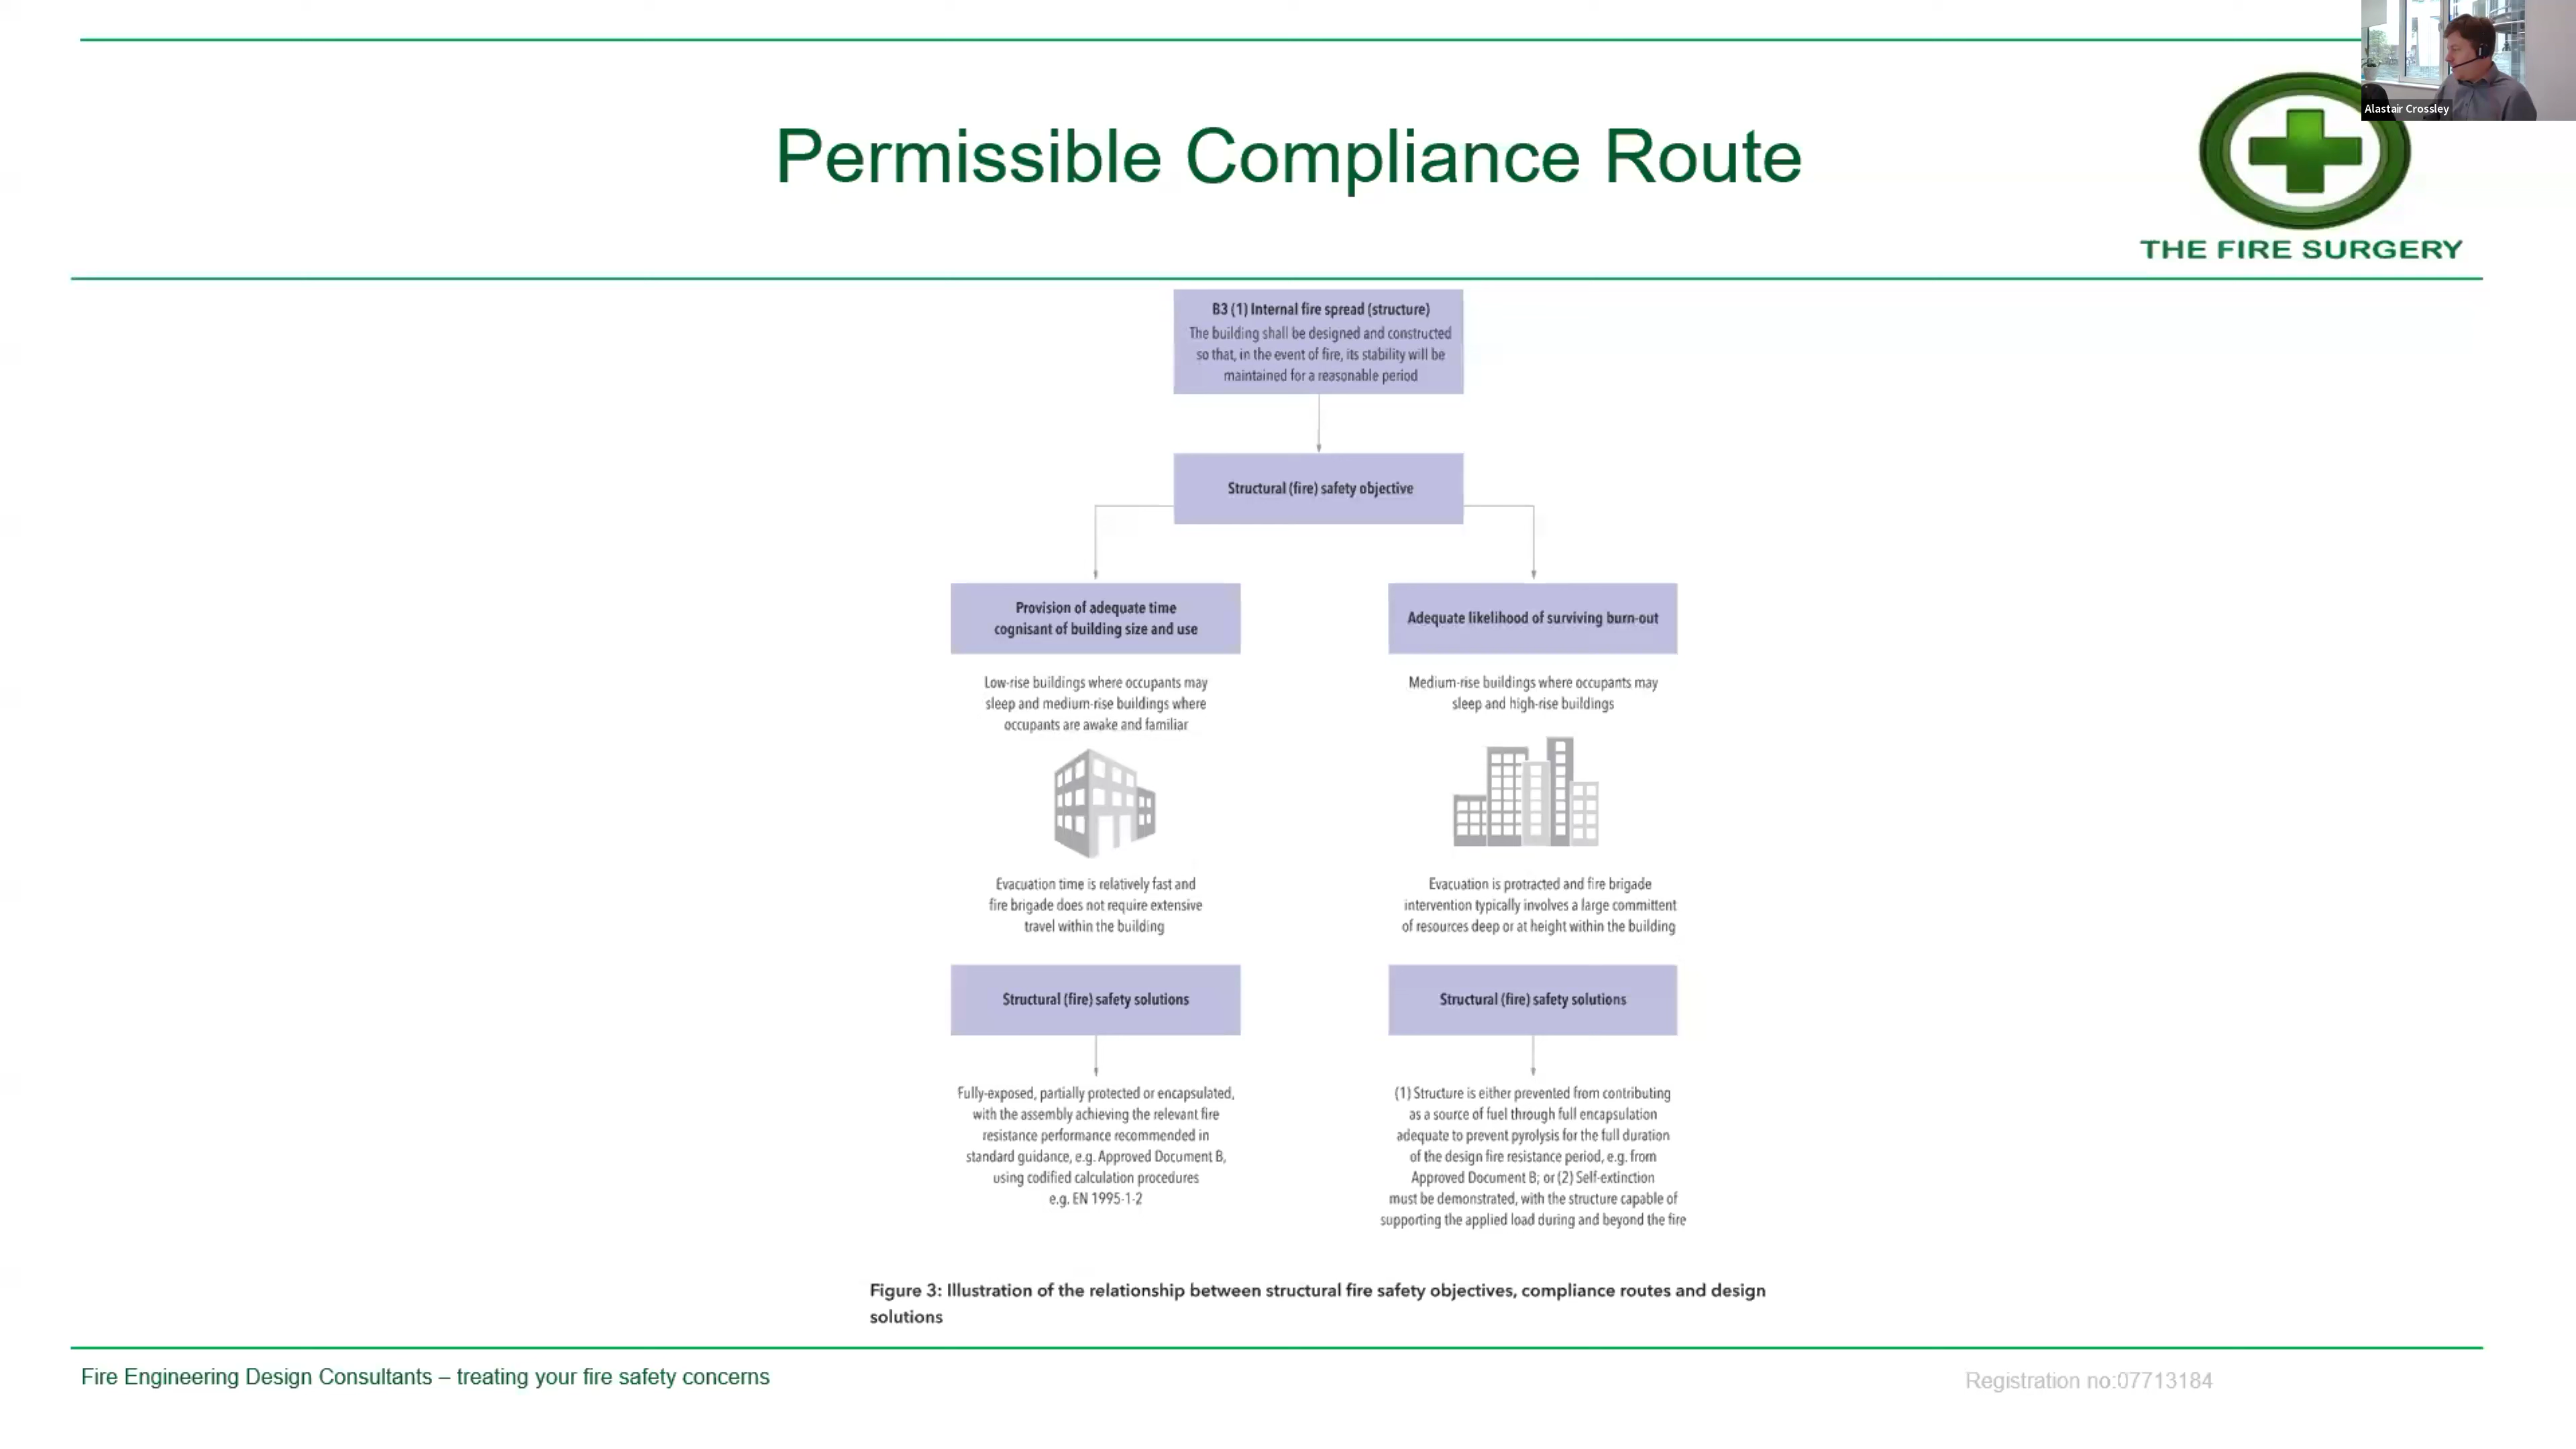 Alastair Crossley
Permissible Compliance Route
THE FIRE SURGERY
B3 (1) Internal fire spread (structure)
The building shall be designed and constructed
so that, in the event of fire, its stability will be
maintained for a reasonable period
Structural (fire) safety objective
Provision of adequate time
cognisant of building size and use
Low-rise buildings where occupants may
sleep and medium-rise buildings where
occupants are awake and familiar
Evacuation time is relatively fast and
fire brigade does not require extensive
travel within the building
Structural (fire) safety solutions
Fully-exposed, partially protected or encapsulated,
with the assembly achieving the relevant fire
resistance performance recommended in
standard guidance, e.g. Approved Document B,
using codified calculation procedures
e.g. EN 1995-1-2
Adequate likelihood of surviving burn-out
Medium-rise buildings where occupants may
sleep and high-rise buildings
Evacuation is protracted and fire brigade
intervention typically involves a large committent
of resources deep or at height within the building
Structural (fire) safety solutions
(1) Structure is either prevented from contributing
as a source of fuel through full encapsulation
adequate to prevent pyrolysis for the full duration
of the design fire resistance period, e.g. from
Approved Document B; or (2) Self-extinction
must be demonstrated, with the structure capable of
supporting the applied load during and beyond the fire
Figure 3: Illustration of the relationship between structural fire safety objectives, compliance routes and design
solutions
Fire Engineering Design Consultants – treating your fire safety concerns
Registration no:07713184